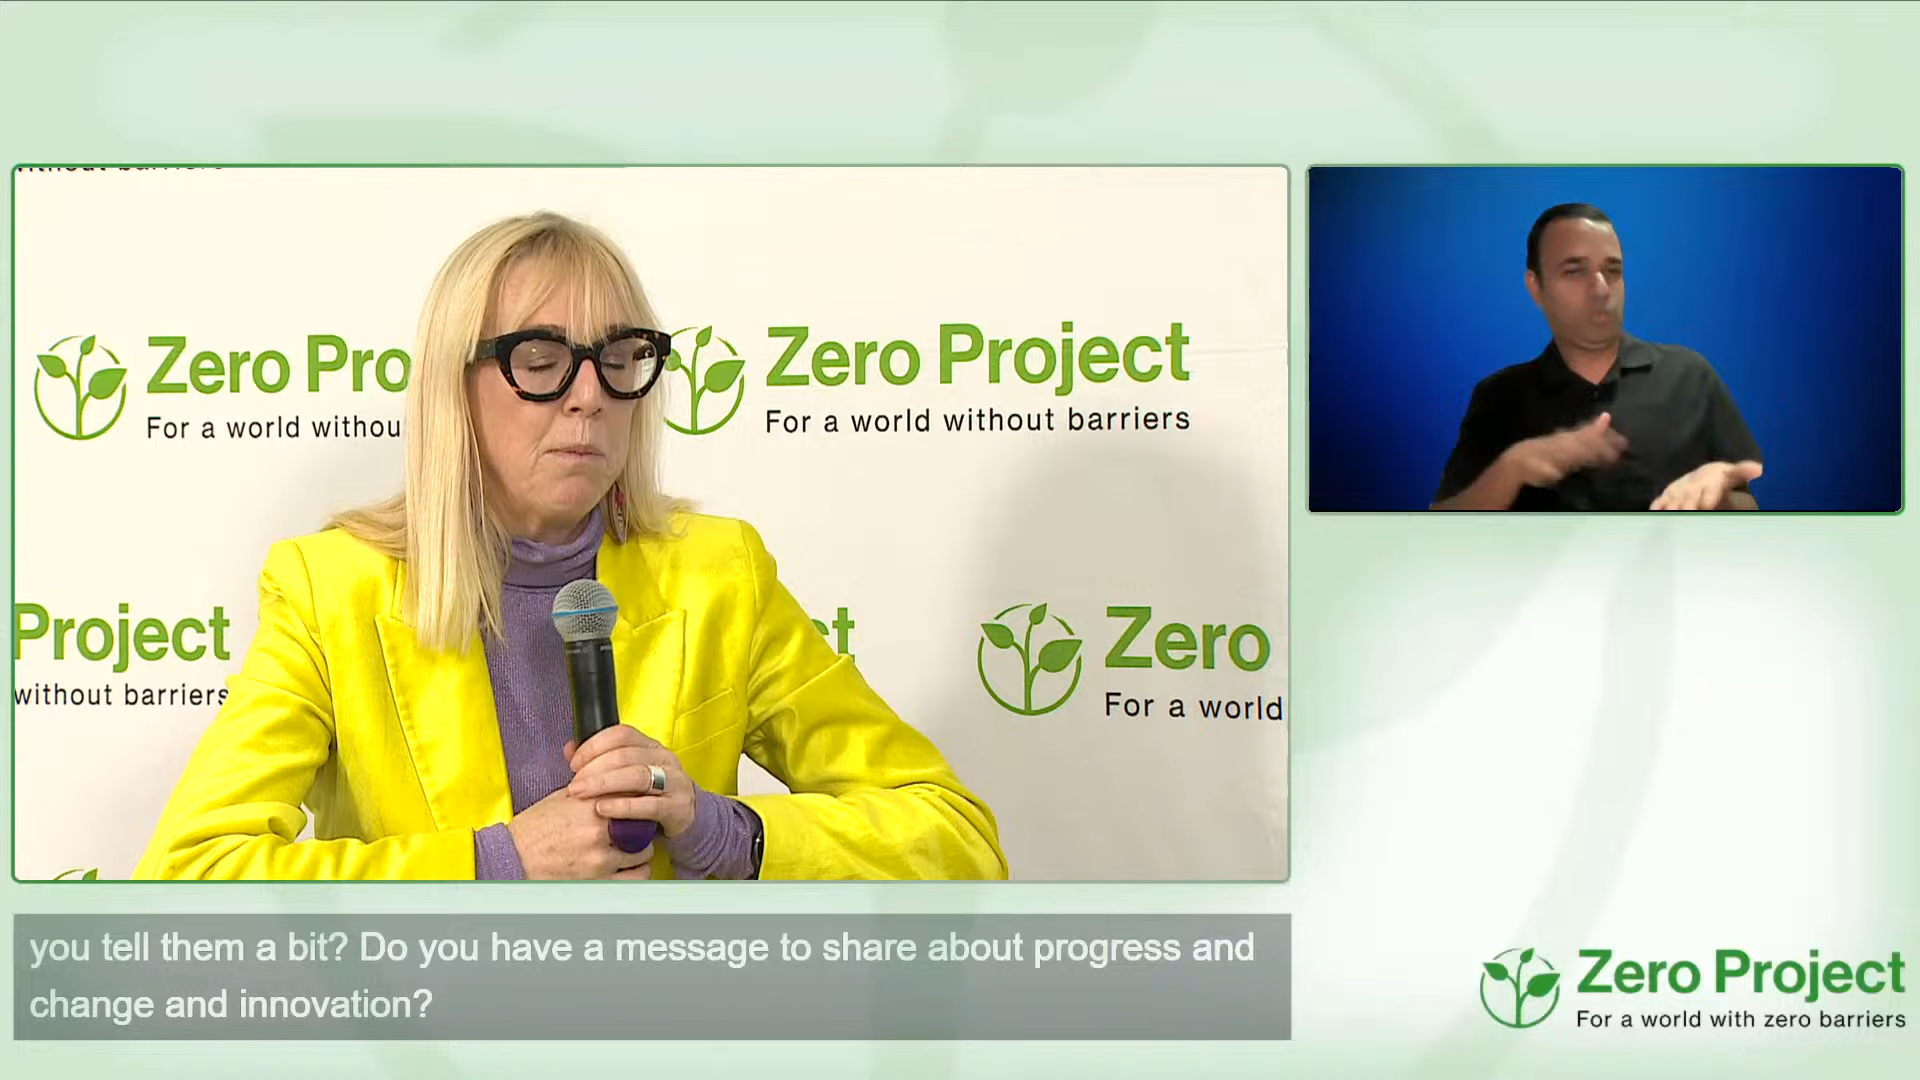 Zero Pro
For a world withou
Zero Project
For a world without barriers
Project
without barriers
ct
Zero
For a world
you tell them a bit? Do you have a message to share about progress and
change and innovation?
Zero Project
For a world with zero barriers